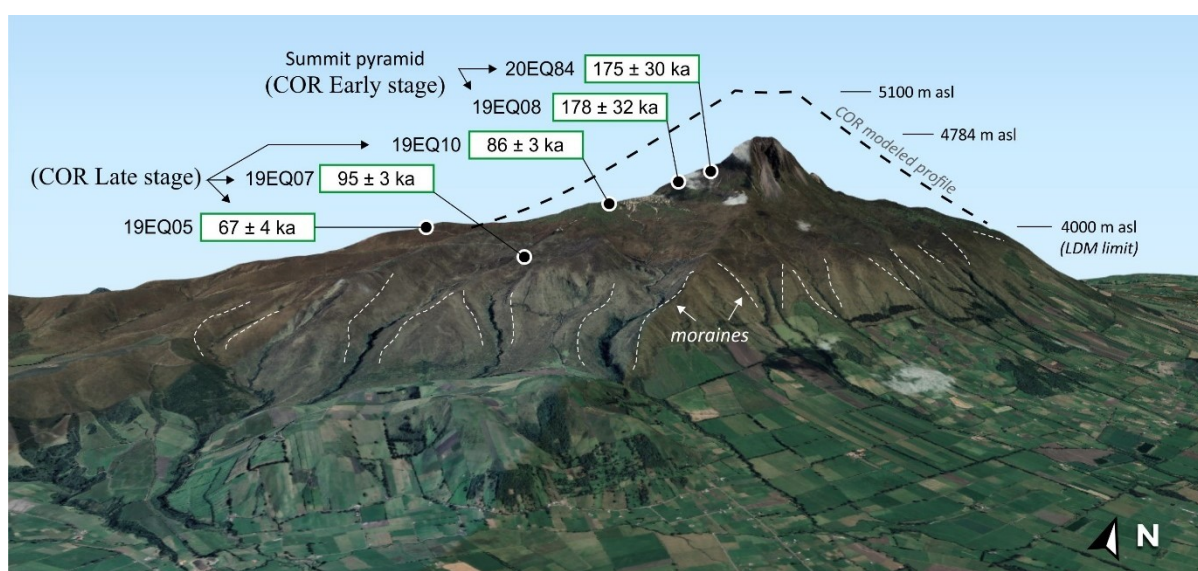 Summit pyramid
(COR Early stage)
20EQ84 175 ± 30 ka
19EQ08 178 ± 32 ka
19EQ10 86 ± 3 ka
(COR Late stage)
19EQ07 95 ± 3 ka
19EQ05 67 ± 4 ka
5100 m asl
4784 m asl
COR modeled profile
4000 m asl
(LDM limit)
moraines
N